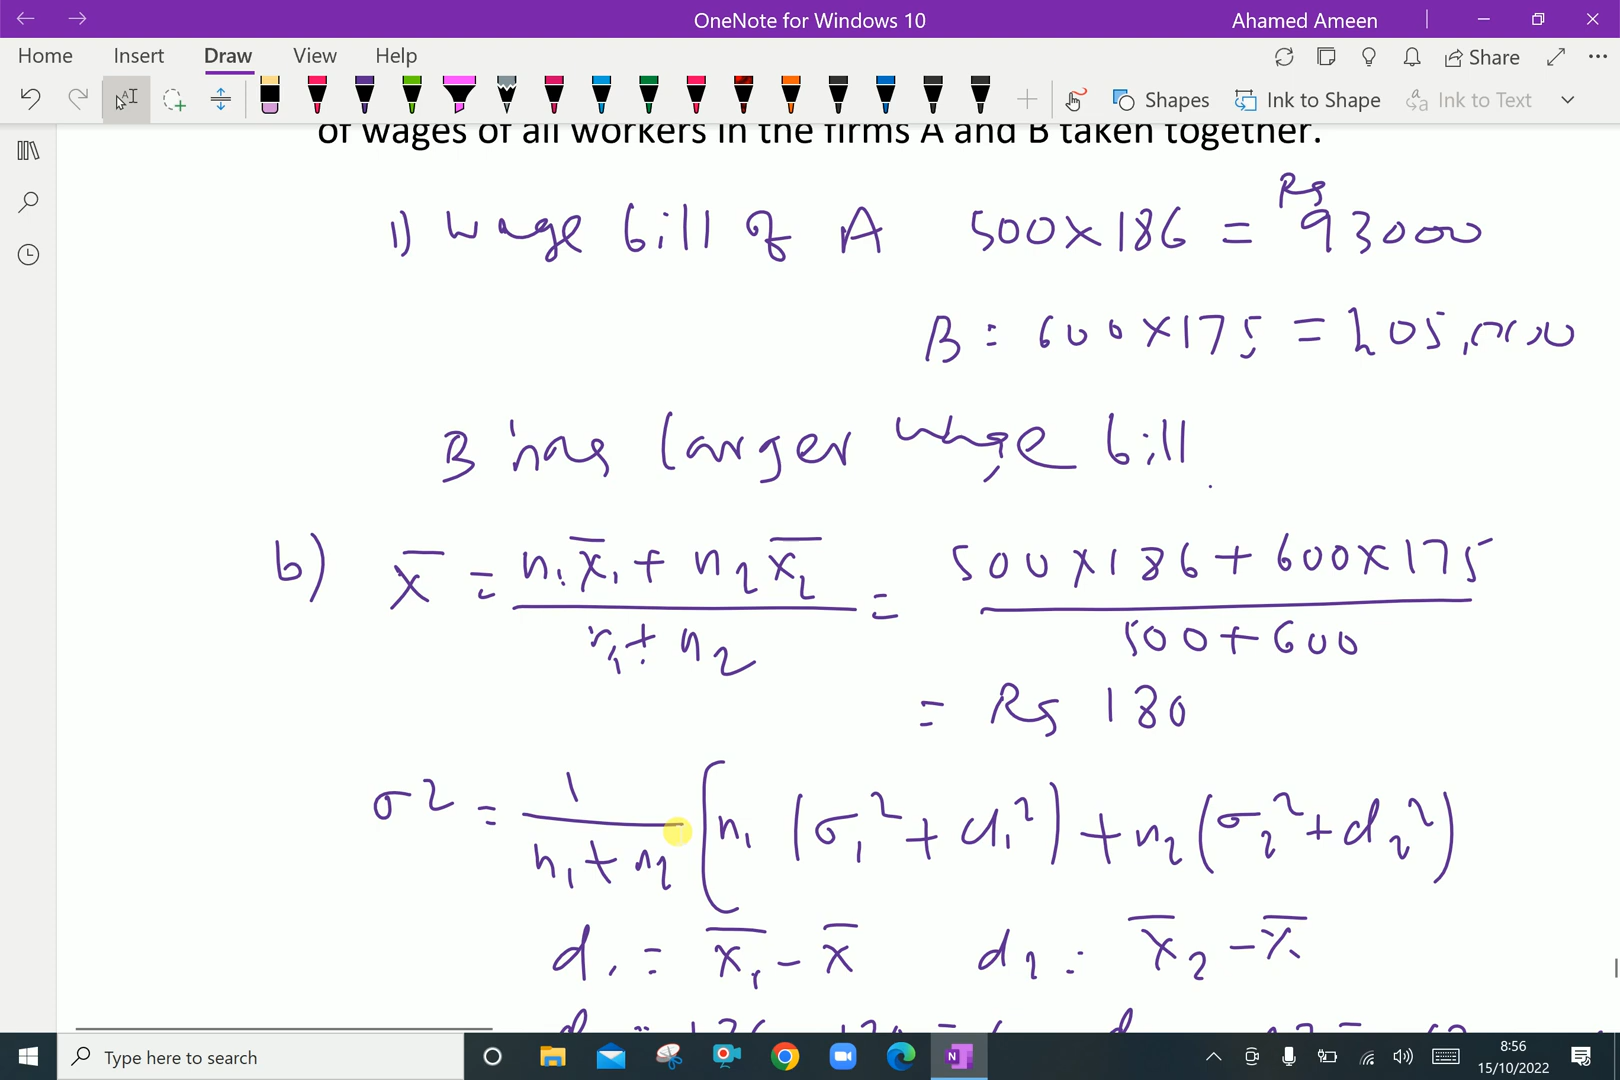 OneNote for Windows 10
Ahamed Ameen
Home Insert Draw View Help
Share
Shapes Ink to Shape Ink to Text
of wages of all workers in the firms A and B taken together.
1) Wage bill of A 500 × 186 = Rs 93000
B = 600 × 175 = 105,000
B has larger wage bill.
b) x̄ = (n₁x̄₁ + n₂x̄₂) / (n₁ + n₂) = (500 × 186 + 600 × 175) / (500 + 600)
= Rs 180
σ2 = 1 / (n₁ + n₂) [n₁ (σ₁² + d₁²) + n₂ (σ₂² + d₂²)
d₁ = x̄₁ - x̄ d₂ = x̄₂ - x̄
Type here to search
8:56
15/10/2022